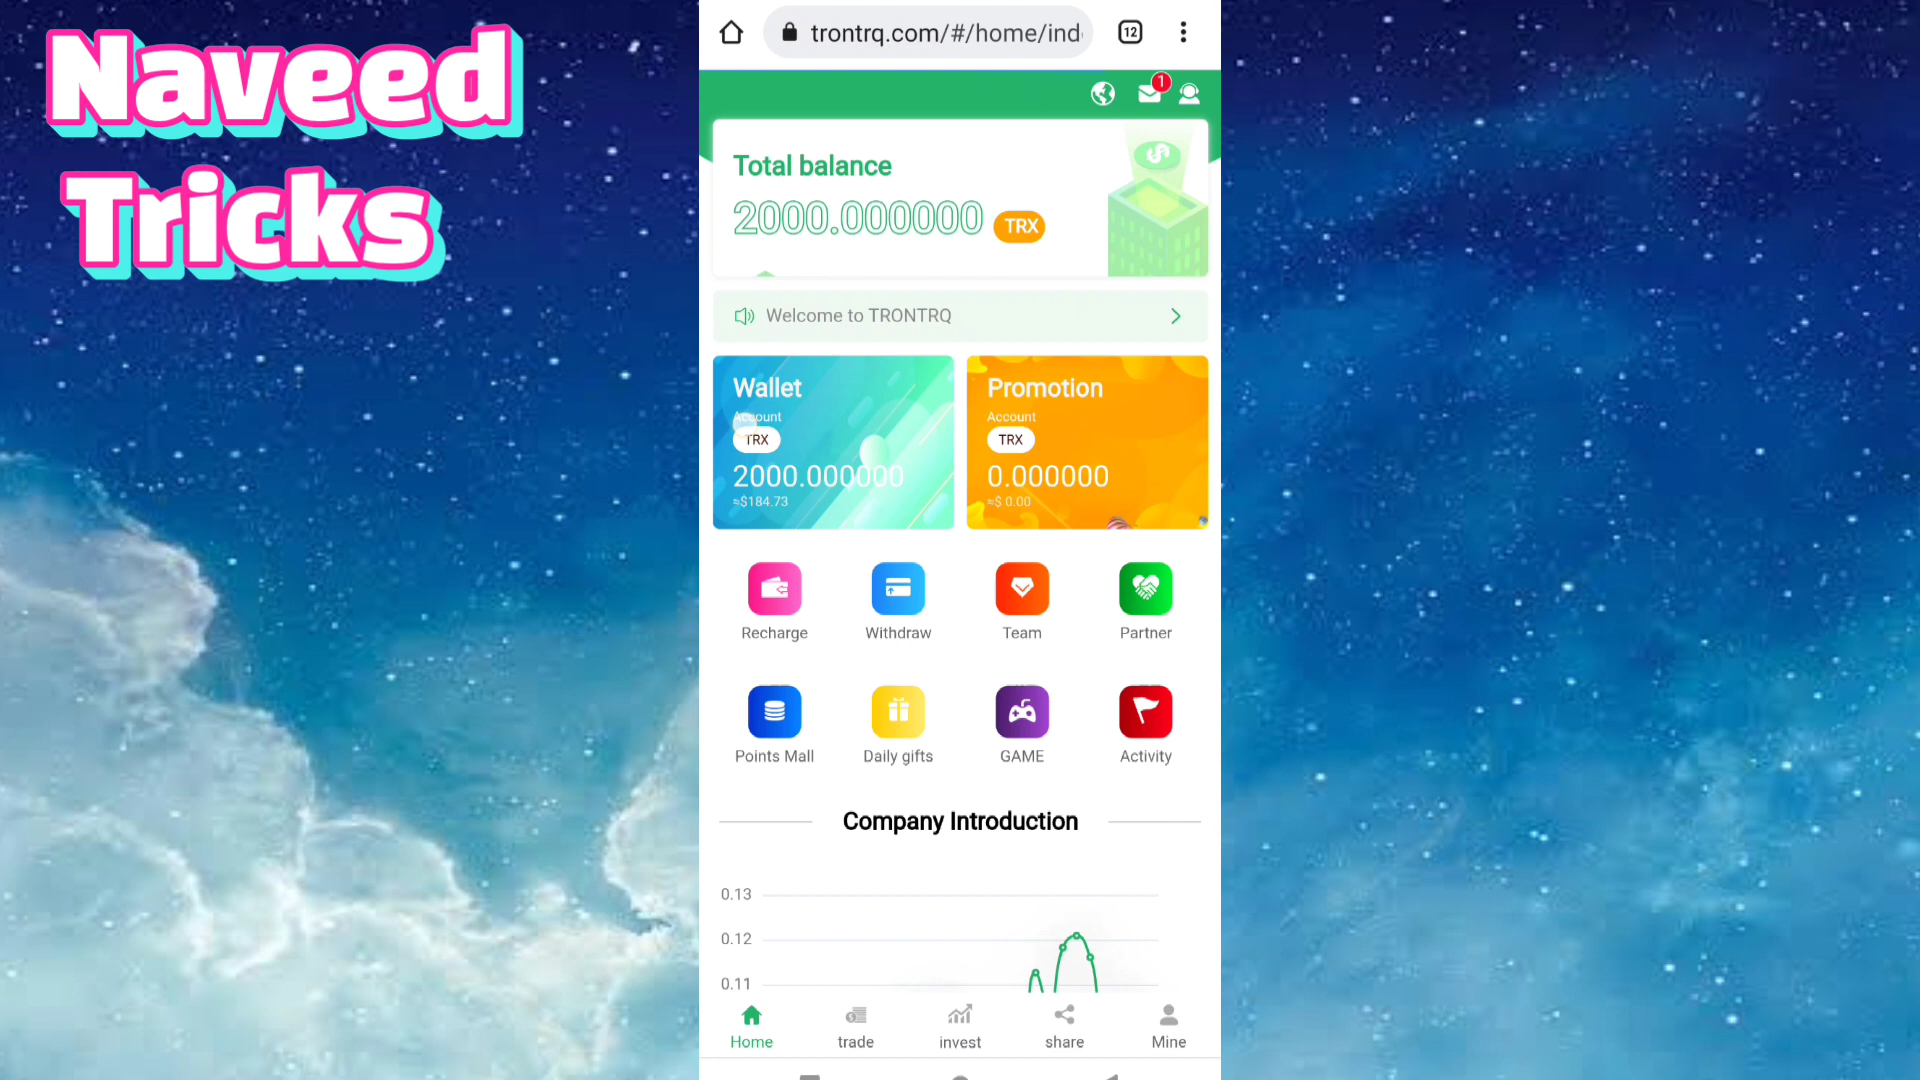 Naveed
Tricks
trontrq.com/#/home/ind
12
1
Total balance
2000.000000 TRX
Welcome to TRONTRQ
Wallet
Account
TRX
2000.000000
≈$184.73
Promotion
Account
TRX
0.000000
≈$ 0.00
Recharge
Withdraw
Team
Partner
Points Mall
Daily gifts
GAME
Activity
Company Introduction
0.13
0.12
0.11
Home
trade
invest
share
Mine